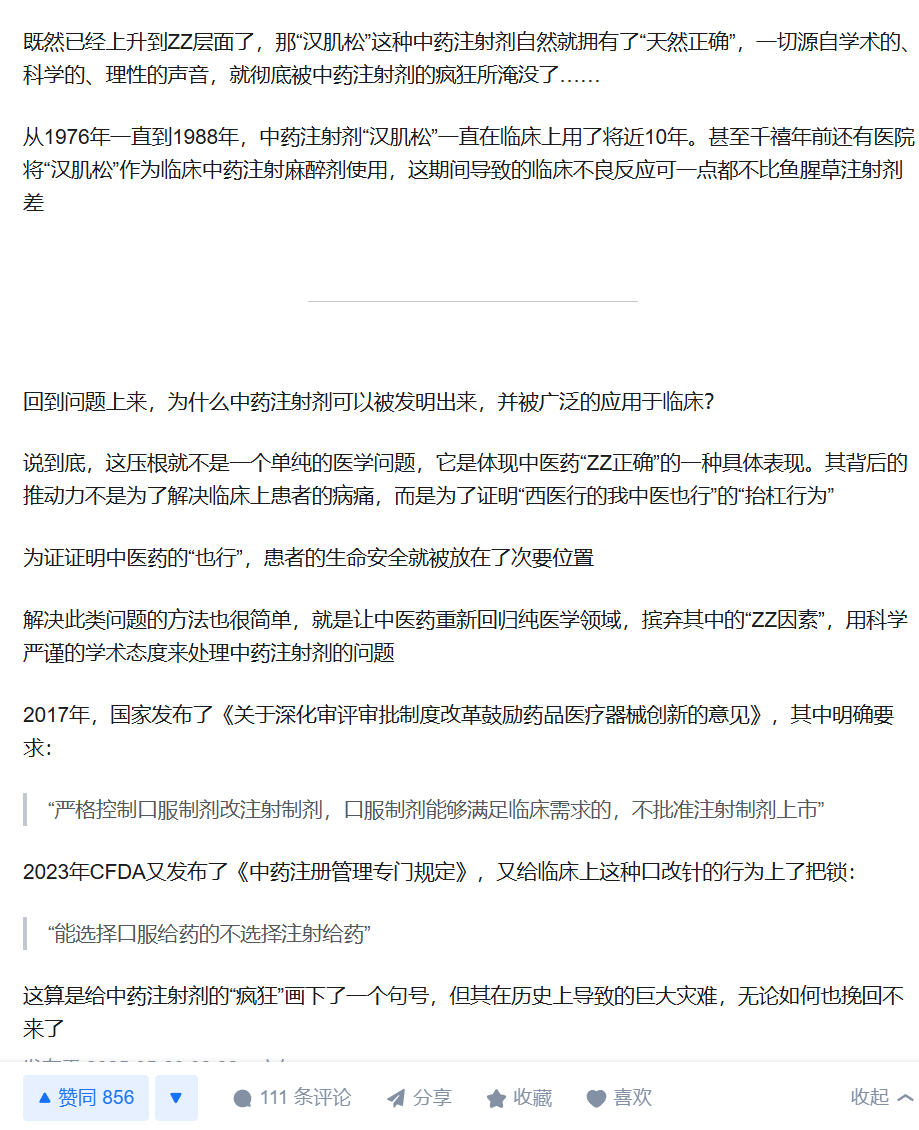 既然已经上升到ZZ层面了，那“汉肌松”这种中药注射剂自然就拥有了“天然正确”，一切源自学术的、
科学的、理性的声音，就彻底被中药注射剂的疯狂所淹没了……
从1976年一直到1988年，中药注射剂“汉肌松”一直在临床上用了将近10年。甚至千禧年前还有医院
将“汉肌松”作为临床中药注射麻醉剂使用，这期间导致的临床不良反应可一点都不比鱼腥草注射剂
差
回到问题上来，为什么中药注射剂可以被发明出来，并被广泛的应用于临床？
说到底，这压根就不是一个单纯的医学问题，它是体现中医药“ZZ正确”的一种具体表现。其背后的
推动力不是为了解决临床上患者的病痛，而是为了证明“西医行的我中医也行”的“抬杠行为”
为证证明中医药的“也行”，患者的生命安全就被放在了次要位置
解决此类问题的方法也很简单，就是让中医药重新回归纯医学领域，摈弃其中的“ZZ因素”，用科学
严谨的学术态度来处理中药注射剂的问题
2017年，国家发布了《关于深化审评审批制度改革鼓励药品医疗器械创新的意见》，其中明确要
求：
“严格控制口服制剂改注射制剂，口服制剂能够满足临床需求的，不批准注射制剂上市”
2023年CFDA又发布了《中药注册管理专门规定》，又给临床上这种口改针的行为上了把锁：
“能选择口服给药的不选择注射给药”
这算是给中药注射剂的“疯狂”画下了一个句号，但其在历史上导致的巨大灾难，无论如何也挽回不
来了
赞同 856 111 条评论 分享 收藏 喜欢 收起